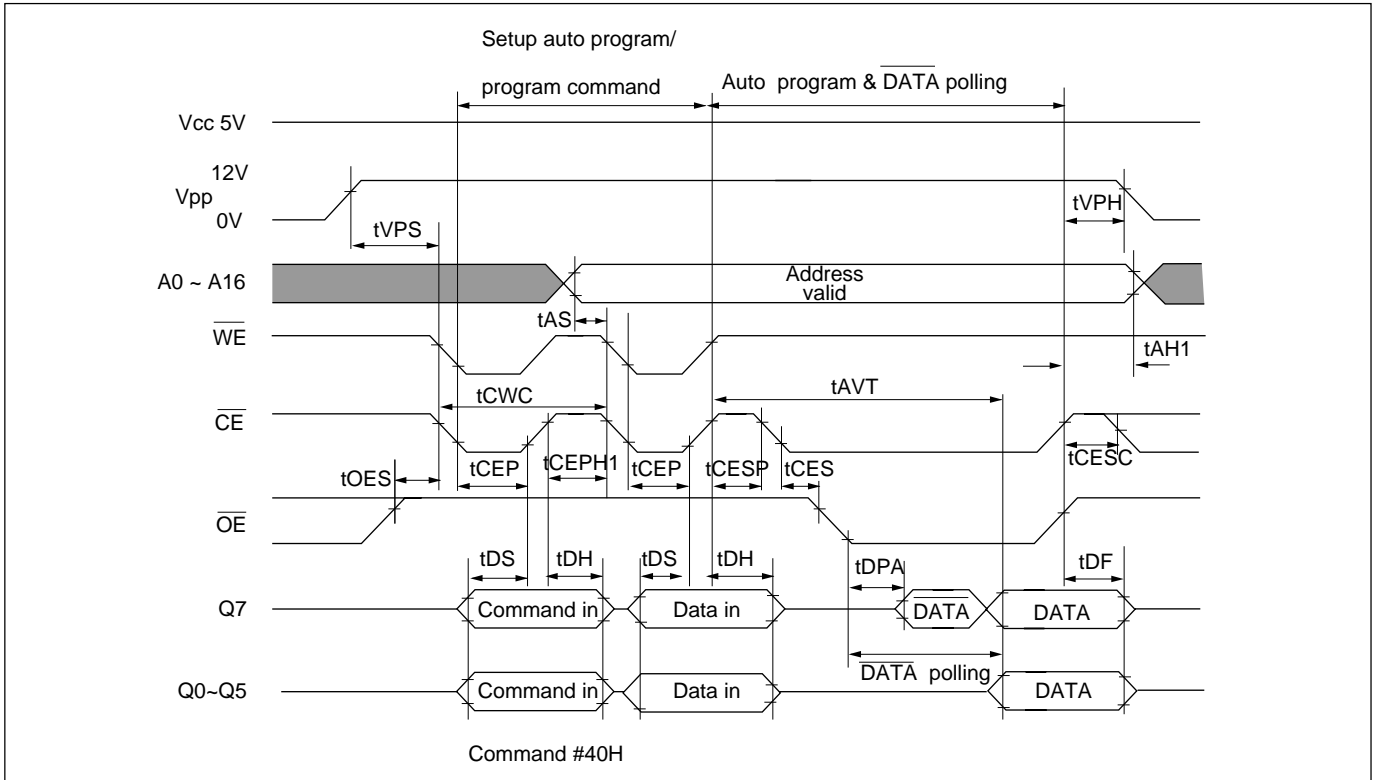 Setup auto program/
program command
Auto program & DATA polling
Vcc 5V
12V
Vpp
0V
tVPS
tVPH
A0 ~ A16
Address
valid
tAS
WE
tAH1
tCWC
tAVT
CE
tCEP
tCEPH1
tCEP
tCESP
tCES
tCESC
tOES
OE
tDS
tDH
tDS
tDH
tDPA
tDF
Q7
Command in
Data in
DATA
DATA
DATA polling
Q0~Q5
Command in
Data in
DATA
Command #40H